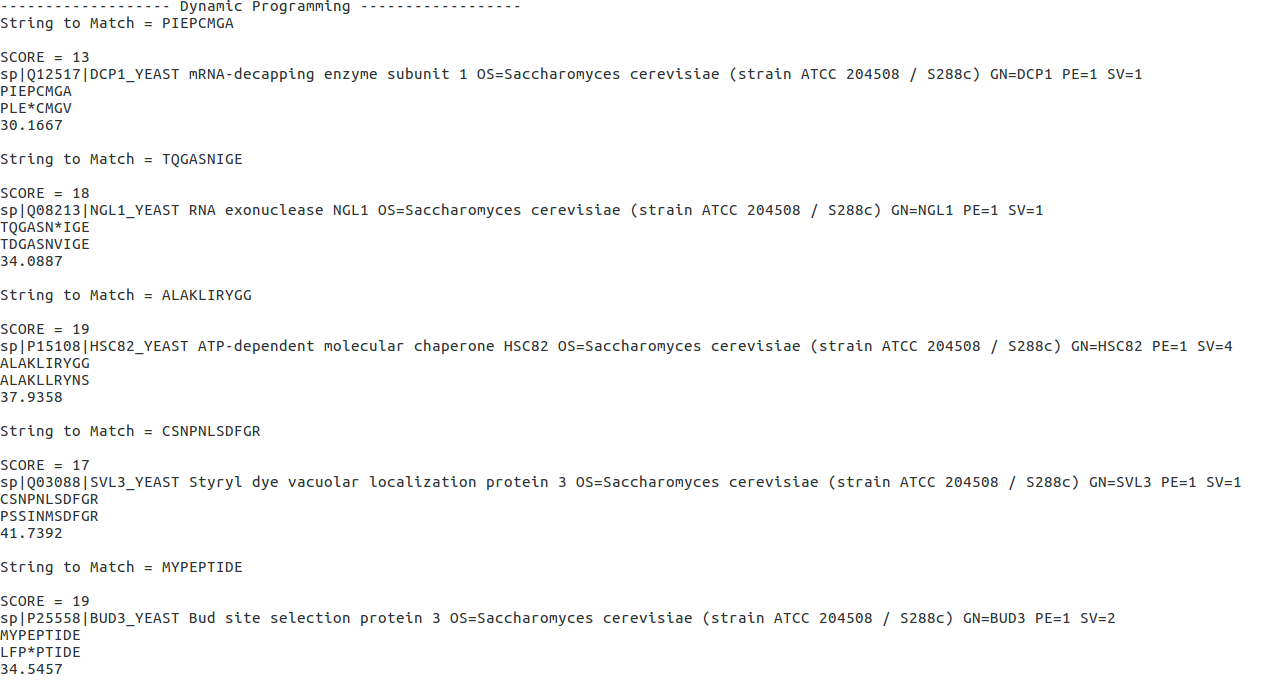 ------------------- Dynamic Programming ------------------
String to Match = PIEPCMGA
SCORE = 13
sp|Q12517|DCP1_YEAST mRNA-decapping enzyme subunit 1 OS=Saccharomyces cerevisiae (strain ATCC 204508 / S288c) GN=DCP1 PE=1 SV=1
PIEPCMGA
PLE*CMGV
30.1667
String to Match = TQGASNIGE
SCORE = 18
sp|Q08213|NGL1_YEAST RNA exonuclease NGL1 OS=Saccharomyces cerevisiae (strain ATCC 204508 / S288c) GN=NGL1 PE=1 SV=1
TQGASN*IGE
TDGASNVIGE
34.0887
String to Match = ALAKLIRYGG
SCORE = 19
sp|P15108|HSC82_YEAST ATP-dependent molecular chaperone HSC82 OS=Saccharomyces cerevisiae (strain ATCC 204508 / S288c) GN=HSC82 PE=1 SV=4
ALAKLIRYGG
ALAKLLRYNS
37.9358
String to Match = CSNPNLSDFGR
SCORE = 17
sp|Q03088|SVL3_YEAST Styryl dye vacuolar localization protein 3 OS=Saccharomyces cerevisiae (strain ATCC 204508 / S288c) GN=SVL3 PE=1 SV=1
CSNPNLSDFGR
PSSINMSDFGR
41.7392
String to Match = MYPEPTIDE
SCORE = 19
sp|P25558|BUD3_YEAST Bud site selection protein 3 OS=Saccharomyces cerevisiae (strain ATCC 204508 / S288c) GN=BUD3 PE=1 SV=2
MYPEPTIDE
LFP*PTIDE
34.5457